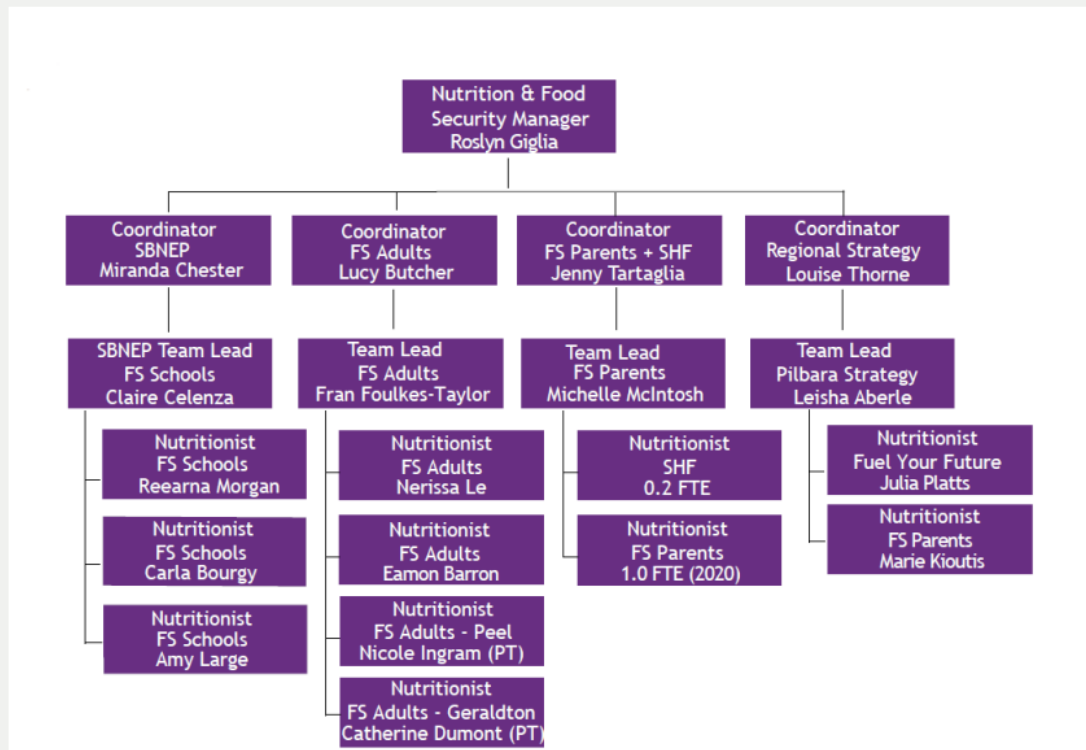 Nutrition & Food
Security Manager
Roslyn Giglia
Coordinator
SBNEP
Miranda Chester
Coordinator
FS Adults
Lucy Butcher
Coordinator
FS Parents + SHF
Jenny Tartaglia
Coordinator
Regional Strategy
Louise Thorne
SBNEP Team Lead
FS Schools
Claire Celenza
Team Lead
FS Adults
Fran Foulkes-Taylor
Team Lead
FS Parents
Michelle McIntosh
Team Lead
Pilbara Strategy
Leisha Aberle
Nutritionist
FS Schools
Reearna Morgan
Nutritionist
FS Schools
Carla Bourgy
Nutritionist
FS Schools
Amy Large
Nutritionist
FS Adults
Nerissa Le
Nutritionist
FS Adults
Eamon Barron
Nutritionist
FS Adults - Peel
Nicole Ingram (PT)
Nutritionist
FS Adults - Geraldton
Catherine Dumont (PT)
Nutritionist
SHF
0.2 FTE
Nutritionist
FS Parents
1.0 FTE (2020)
Nutritionist
Fuel Your Future
Julia Platts
Nutritionist
FS Parents
Marie Kioutis